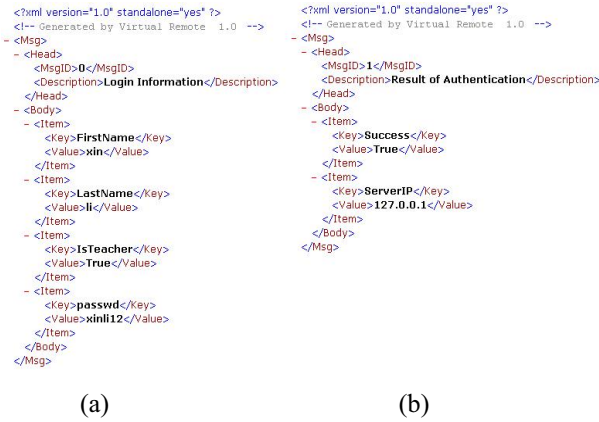 <?xml version="1.0" standalone="yes" ?>
<!-- Generated by Virtual Remote 1.0 -->
- <Msg>
- <Head>
<MsgID>0</MsgID>
<Description>Login Information</Description>
</Head>
- <Body>
- <Item>
<Key>FirstName</Key>
<Value>xin</Value>
</Item>
- <Item>
<Key>LastName</Key>
<Value>li</Value>
</Item>
- <Item>
<Key>IsTeacher</Key>
<Value>True</Value>
</Item>
- <Item>
<Key>passwd</Key>
<Value>xinli12</Value>
</Item>
</Body>
</Msg>
(a)
<?xml version="1.0" standalone="yes" ?>
<!-- Generated by Virtual Remote 1.0 -->
- <Msg>
- <Head>
<MsgID>1</MsgID>
<Description>Result of Authentication</Description>
</Head>
- <Body>
- <Item>
<Key>Success</Key>
<Value>True</Value>
</Item>
- <Item>
<Key>ServerIP</Key>
<Value>127.0.0.1</Value>
</Item>
</Body>
</Msg>
(b)